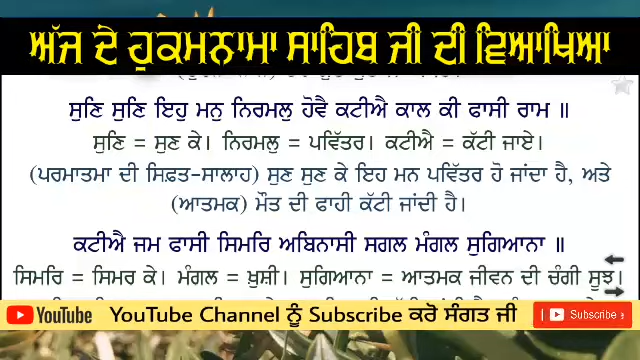 ਅੱਜ ਦੇ ਹੁਕਮਨਾਮਾ ਸਾਹਿਬ ਜੀ ਦੀ ਵਿਆਖਿਆ
ਸੁਣਿ ਸੁਣਿ ਇਹੁ ਮਨੁ ਨਿਰਮਲੁ ਹੋਵੈ ਕਟੀਐ ਕਾਲ ਕੀ ਫਾਸੀ ਰਾਮ ॥
ਸੁਣਿ = ਸੁਣ ਕੇ। ਨਿਰਮਲੁ = ਪਵਿੱਤਰ। ਕਟੀਐ = ਕੱਟੀ ਜਾਏ।
(ਪਰਮਾਤਮਾ ਦੀ ਸਿਫ਼ਤ-ਸਾਲਾਹ) ਸੁਣ ਸੁਣ ਕੇ ਇਹ ਮਨ ਪਵਿੱਤਰ ਹੋ ਜਾਂਦਾ ਹੈ, ਅਤੇ
(ਆਤਮਕ) ਮੌਤ ਦੀ ਫਾਹੀ ਕੱਟੀ ਜਾਂਦੀ ਹੈ।
ਕਟੀਐ ਜਮ ਫਾਸੀ ਸਿਮਰਿ ਅਬਿਨਾਸੀ ਸਗਲ ਮੰਗਲ ਸੁਗਿਆਨਾ ॥
ਸਿਮਰਿ = ਸਿਮਰ ਕੇ। ਮੰਗਲ = ਖ਼ੁਸ਼ੀ। ਸੁਗਿਆਨਾ = ਆਤਮਕ ਜੀਵਨ ਦੀ ਚੰਗੀ ਸੂਝ।
YouTube YouTube Channel ਨੂੰ Subscribe ਕਰੋ ਸੰਗਤ ਜੀ Subscribe